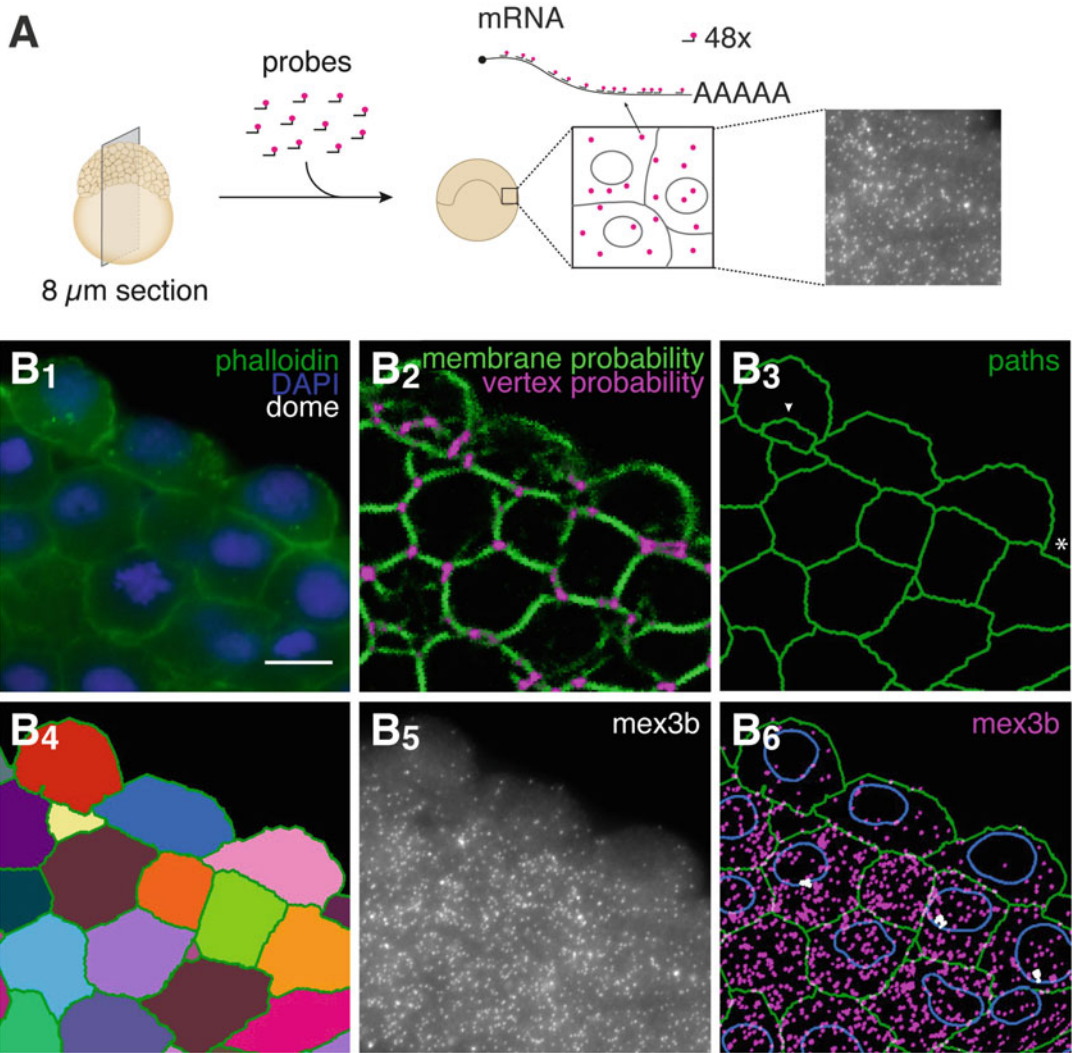 A
mRNA
48x
probes
AAAAA
8 µm section
B1
phalloidin
DAPI
dome
B2
membrane probability
vertex probability
B3
paths
*
B4
B5
mex3b
B6
mex3b